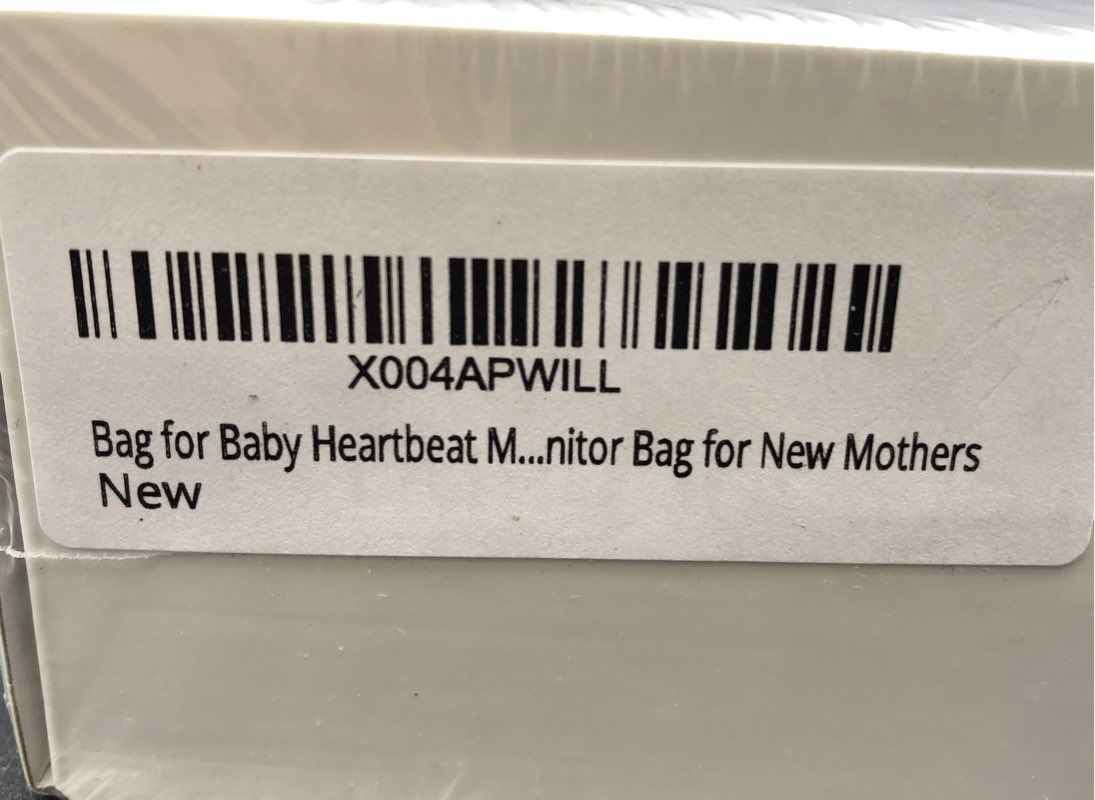 X004APWILL
Bag for Baby Heartbeat M...nitor Bag for New Mothers
New